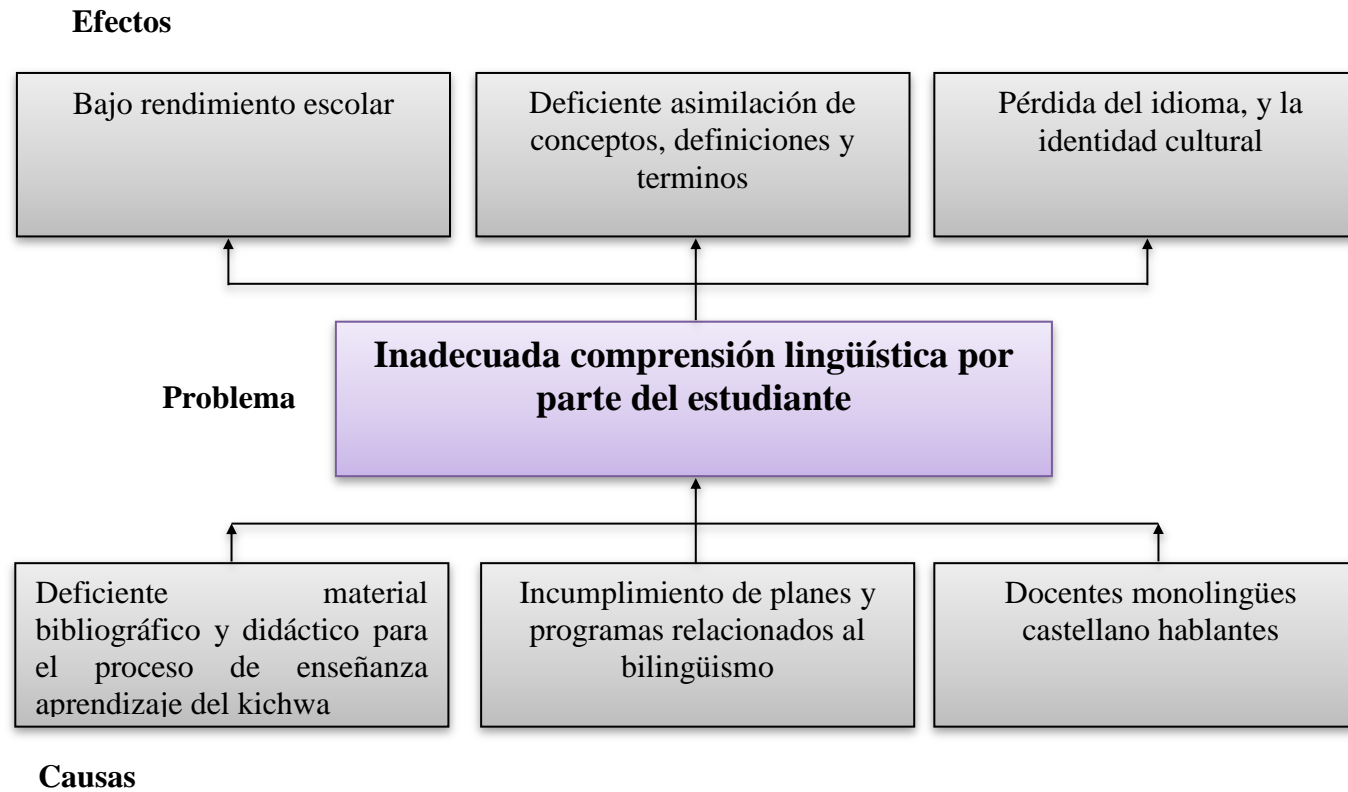 Efectos
Bajo rendimiento escolar
Deficiente asimilación de
conceptos, definiciones y
terminos
Pérdida del idioma, y la
identidad cultural
Inadecuada comprensión lingüística por
parte del estudiante
Problema
Deficiente material
bibliográfico y didáctico para
el proceso de enseñanza
aprendizaje del kichwa
Incumplimiento de planes y
programas relacionados al
bilingüismo
Docentes monolingües
castellano hablantes
Causas